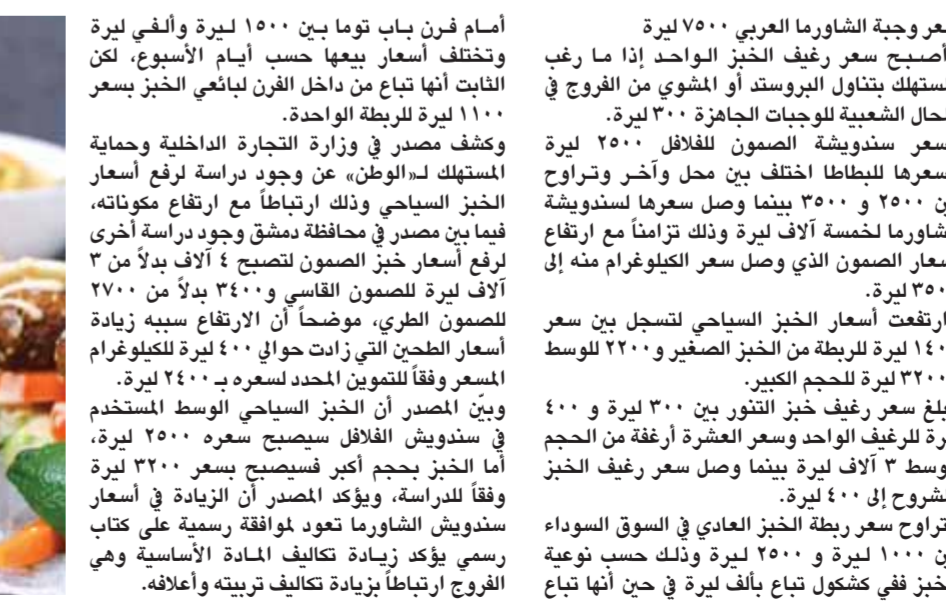 عر وجبة الشاورما العربي ٧٥٠٠ ليرة
أصبح سعر رغيف الخبز الواحد إذا ما رغب
لستهلك بتناول البروستد أو المشوي من الفروج في
لحال الشعبية للوجبات الجاهزة ٣٠٠ ليرة.
سعر سندويشة الصمون للفلافل ٢٥٠٠ ليرة
سعرها للبطاطا اختلف بين محل وآخر وتراوح
ن ٢٥٠٠ و ٣٥٠٠ بينما وصل سعرها لسندويشة
شاورما لخمسة آلاف ليرة وذلك تزامناً مع ارتفاع
سعار الصمون الذي وصل سعر الكيلوغرام منه إلى
٣٥٠ ليرة.
ارتفعت أسعار الخبز السياحي لتسجل بين سعر
١٤٠ ليرة للربطة من الخبز الصغير و٢٢٠٠ للوسط
٣٢٠٠ ليرة للحجم الكبير.
بلغ سعر رغيف خبز التنور بين ٣٠٠ ليرة و ٤٠٠
يرة للرغيف الواحد وسعر العشرة أرغفة من الحجم
وسط ٣ آلاف ليرة بينما وصل سعر رغيف الخبز
لشروح إلى ٤٠٠ ليرة.
تراوح سعر ربطة الخبز العادي في السوق السوداء
ن ١٠٠٠ ليرة و ٢٥٠٠ ليرة وذلك حسب نوعية
خبز ففي كشكول تباع بألف ليرة في حين أنها تباع
أمام فرن باب توما بين ١٥٠٠ ليرة وألفي ليرة
وتختلف أسعار بيعها حسب أيام الأسبوع، لكن
الثابت أنها تباع من داخل الفرن لبائعي الخبز بسعر
١١٠٠ ليرة للربطة الواحدة.
وكشف مصدر في وزارة التجارة الداخلية وحماية
المستهلك لـ«الوطن» عن وجود دراسة لرفع أسعار
الخبز السياحي وذلك ارتباطاً مع ارتفاع مكوناته،
فيما بين مصدر في محافظة دمشق وجود دراسة أخرى
لرفع أسعار خبز الصمون لتصبح ٤ آلاف بدلاً من ٣
آلاف ليرة للصمون القاسي و٣٤٠٠ بدلاً من ٢٧٠٠
للصمون الطري، موضحاً أن الارتفاع سببه زيادة
أسعار الطحين التي زادت حوالي ٤٠٠ ليرة للكيلوغرام
المسعر وفقاً للتموين المحدد لسعره بـ ٢٤٠٠ ليرة.
وبيّن المصدر أن الخبز السياحي الوسط المستخدم
في سندويش الفلافل سيصبح سعره ٢٥٠٠ ليرة،
أما الخبز بحجم أكبر فسيصبح بسعر ٣٢٠٠ ليرة
وفقاً للدراسة، ويؤكد المصدر أن الزيادة في أسعار
سندويش الشاورما تعود لموافقة رسمية على كتاب
رسمي يؤكد زيادة تكاليف المادة الأساسية وهي
الفروج ارتباطاً بزيادة تكاليف تربيته وأعلافه.